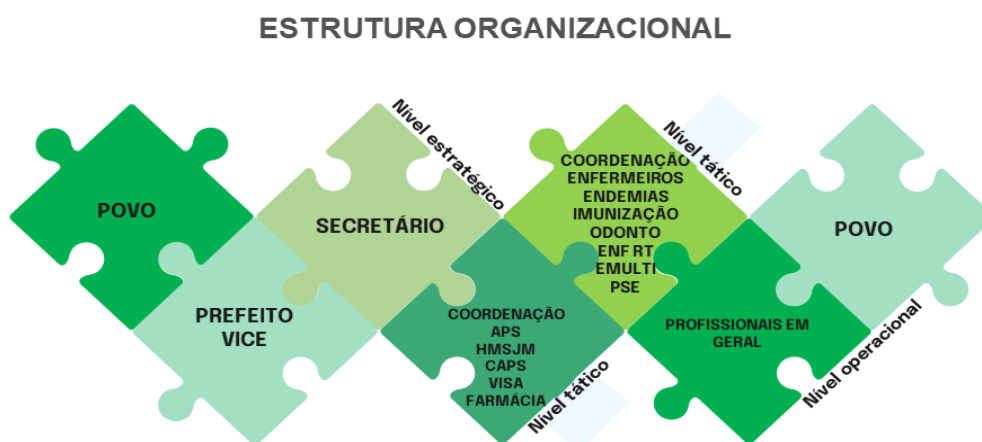 ESTRUTURA ORGANIZACIONAL
POVO
PREFEITO
VICE
SECRETÁRIO
Nível estratégico
COORDENAÇÃO
APS
HMSJM
CAPS
VISA
FARMÁCIA
Nível tático
COORDENAÇÃO
ENFERMEIROS
ENDEMIAS
IMUNIZAÇÃO
ODONTO
ENF RT
EMULTI
PSE
Nível tático
PROFISSIONAIS EM
GERAL
Nível operacional
POVO